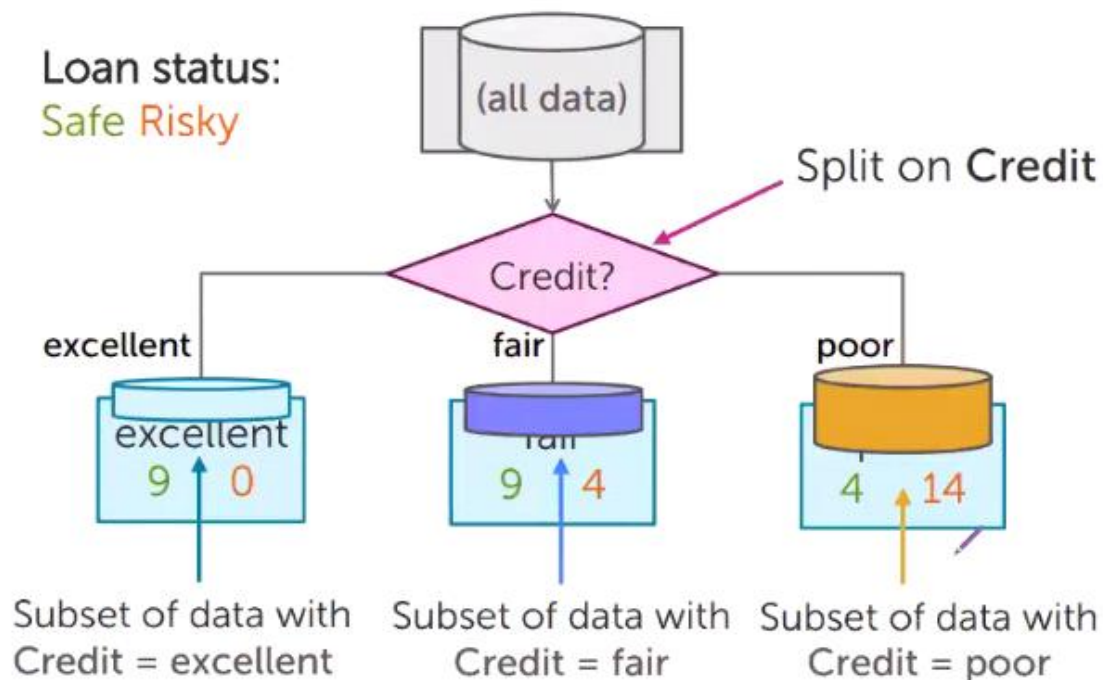 Loan status:
Safe Risky
(all data)
Split on Credit
Credit?
excellent
fair
poor
excellent
9 0
9 4
4 14
Subset of data with
Credit = excellent
Subset of data with
Credit = fair
Subset of data with
Credit = poor